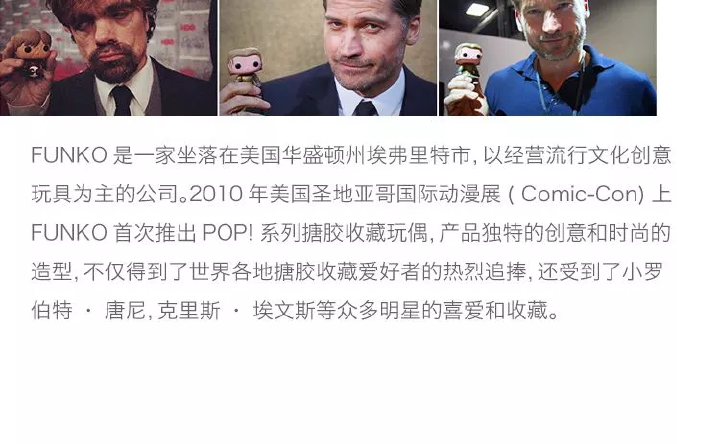 FUNKO 是一家坐落在美国华盛顿州埃弗里特市, 以经营流行文化创意
玩具为主的公司。2010 年美国圣地亚哥国际动漫展 ( Comic-Con) 上
FUNKO 首次推出 POP! 系列搪胶收藏玩偶, 产品独特的创意和时尚的
造型, 不仅得到了世界各地搪胶收藏爱好者的热烈追捧, 还受到了小罗
伯特 · 唐尼, 克里斯 · 埃文斯等众多明星的喜爱和收藏。